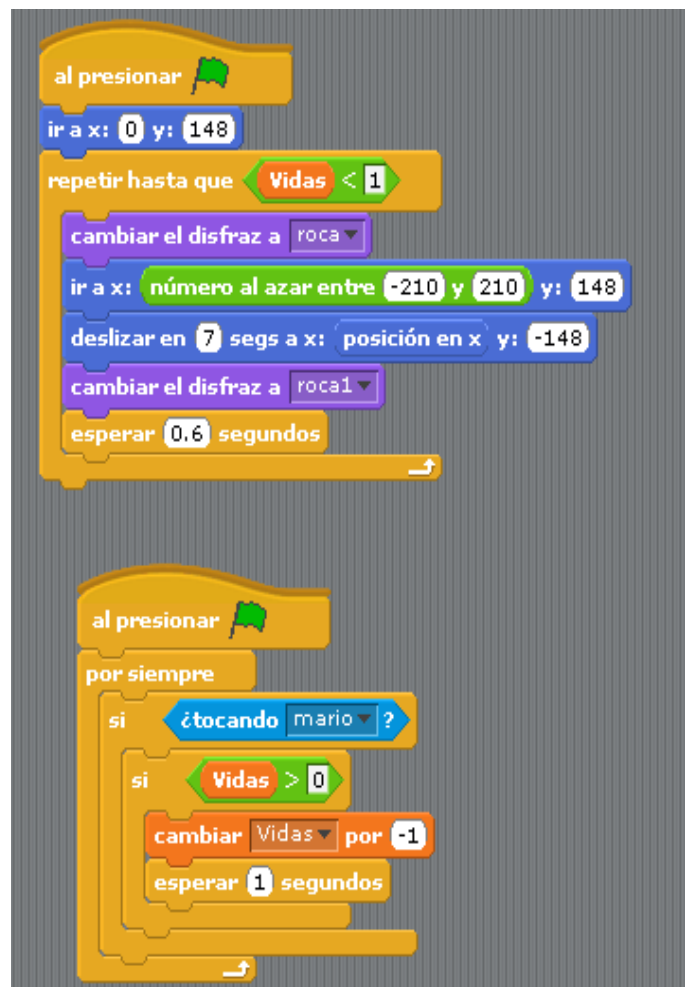 al presionar
ir a x: 0 y: 148
repetir hasta que Vidas < 1
cambiar el disfraz a roca
ir a x: número al azar entre -210 y 210 y: 148
deslizar en 7 segs a x: posición en x y: -148
cambiar el disfraz a roca1
esperar 0.6 segundos
al presionar
por siempre
si ¿tocando mario ?
si Vidas > 0
cambiar Vidas por -1
esperar 1 segundos